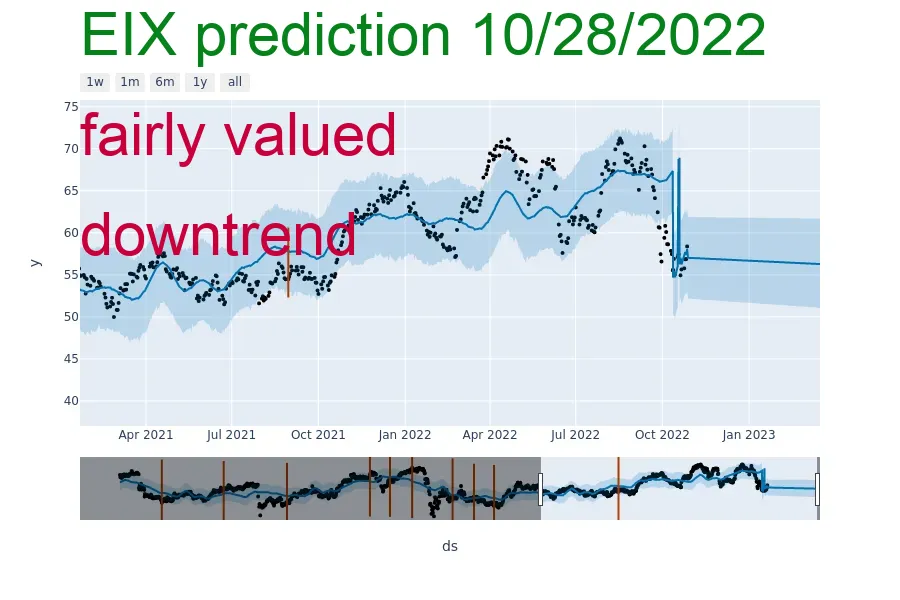 EIX prediction 10/28/2022
1w 1m 6m 1y all
75
fairly valued
70
65
downtrend
60
y
55
50
45
40
Apr 2021 Jul 2021 Oct 2021 Jan 2022 Apr 2022 Jul 2022 Oct 2022 Jan 2023
ds